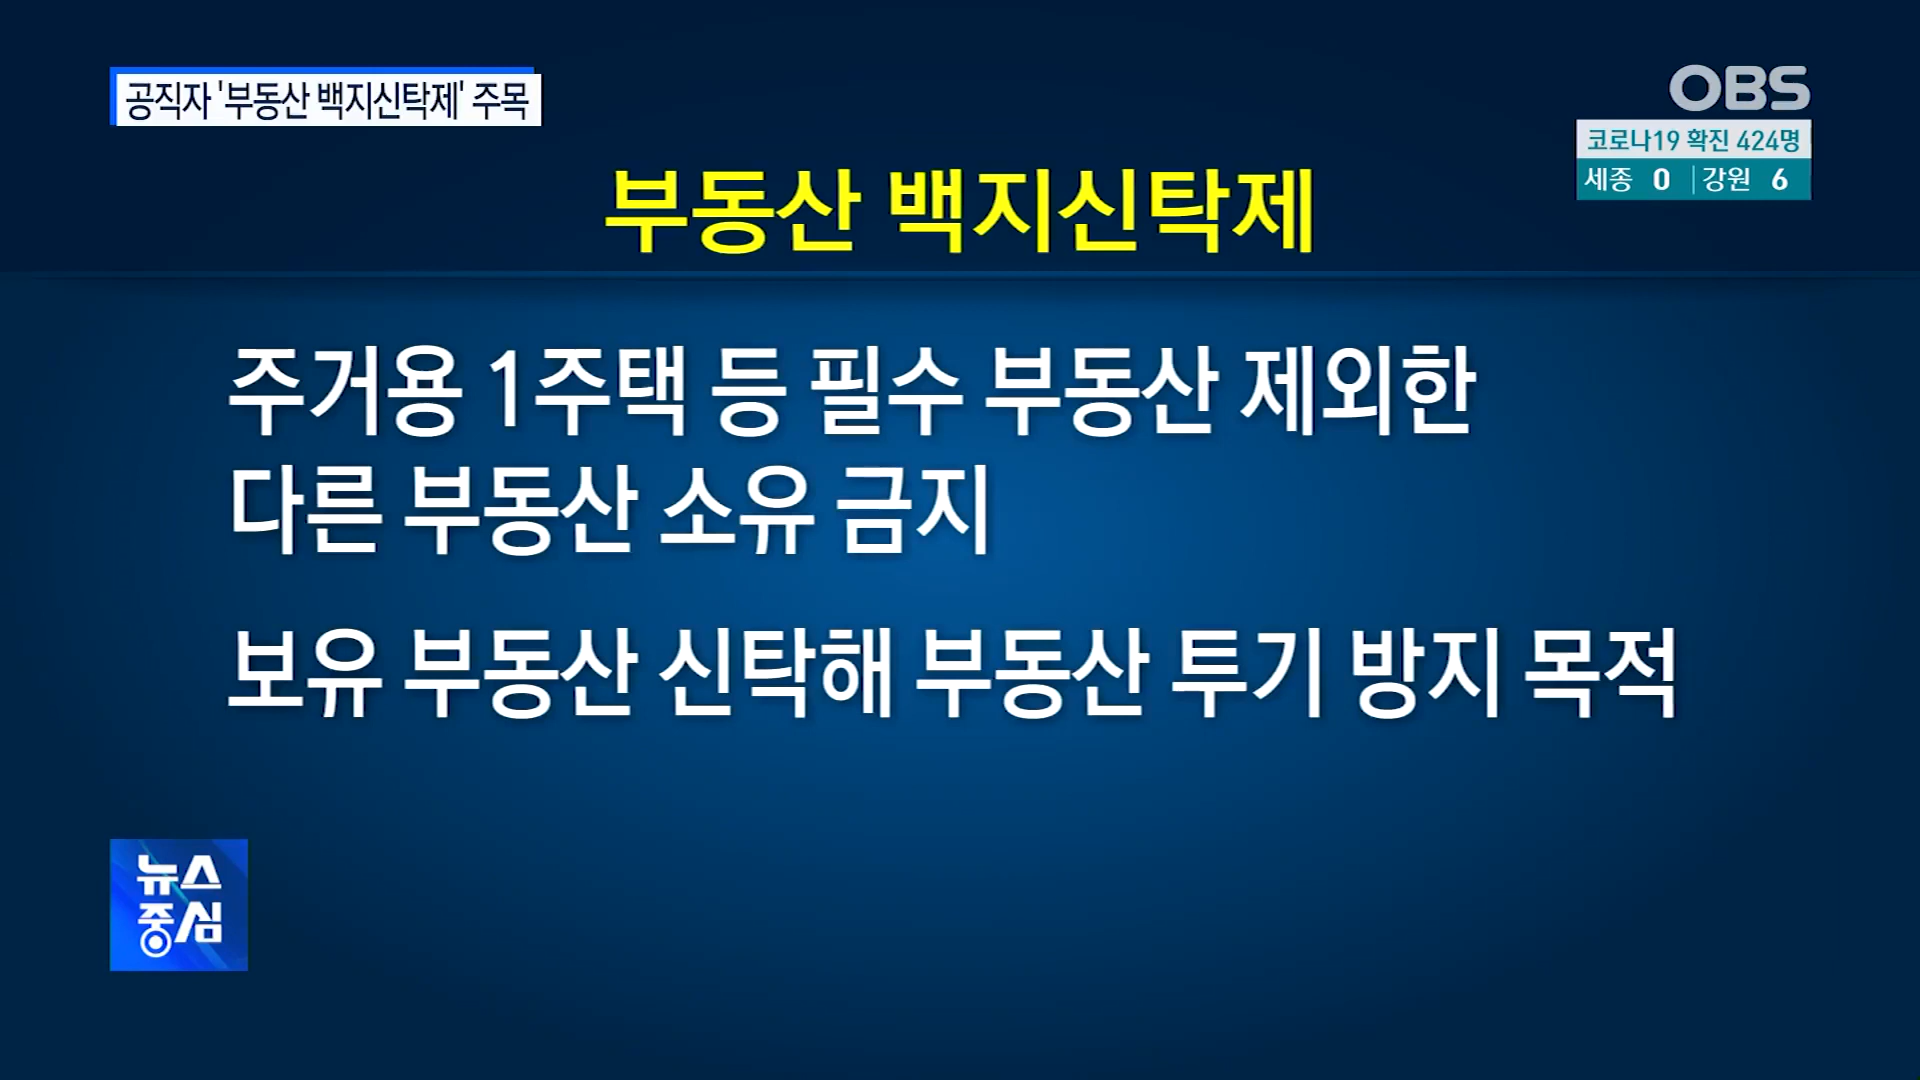 공직자 '부동산 백지신탁제' 주목
OBS
코로나19 확진 424명
세종 0 강원 6
부동산 백지신탁제
주거용 1주택 등 필수 부동산 제외한
다른 부동산 소유 금지
보유 부동산 신탁해 부동산 투기 방지 목적
뉴스
중심